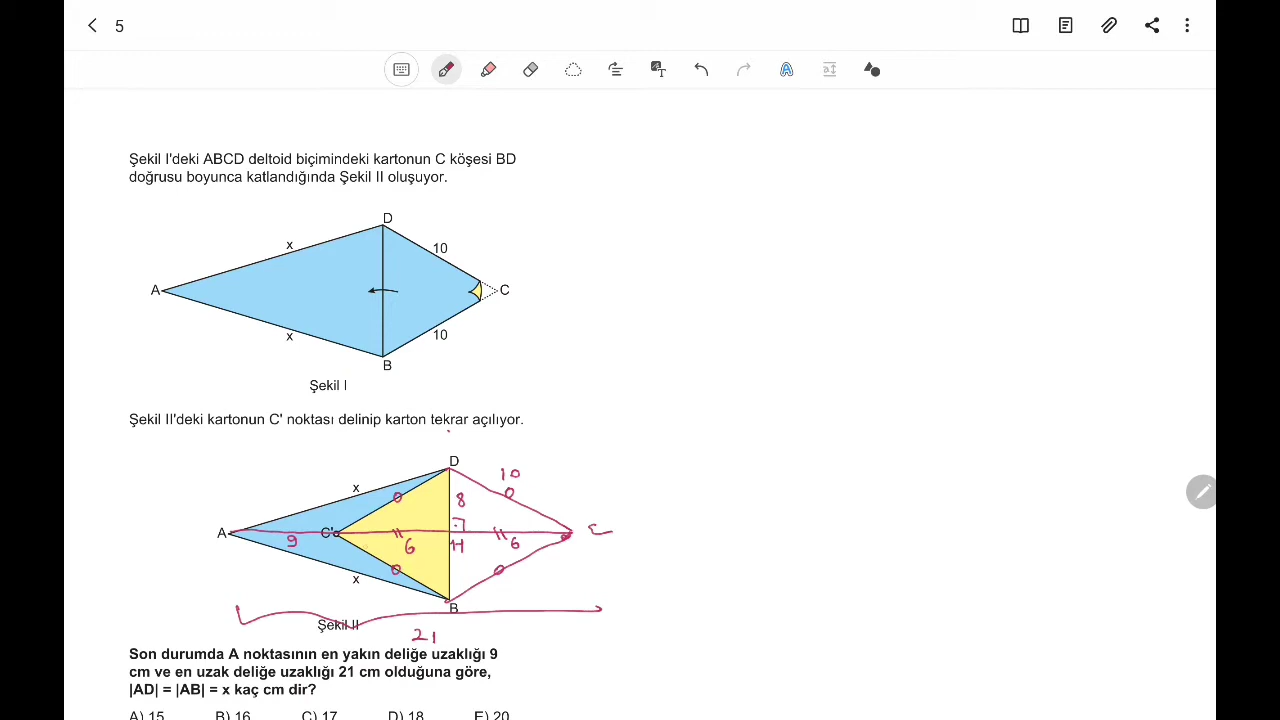 5
Şekil I'deki ABCD deltoid biçimindeki kartonun C köşesi BD
doğrusu boyunca katlandığında Şekil II oluşuyor.
D
x
10
A
C
x
10
B
Şekil I
Şekil II'deki kartonun C' noktası delinip karton tekrar açılıyor.
D
10
x
8
A
C'
9
6
H
6
C
x
B
Şekil II
21
Son durumda A noktasının en yakın deliğe uzaklığı 9
cm ve en uzak deliğe uzaklığı 21 cm olduğuna göre,
|AD| = |AB| = x kaç cm dir?
A) 15 B) 16 C) 17 D) 18 E) 20